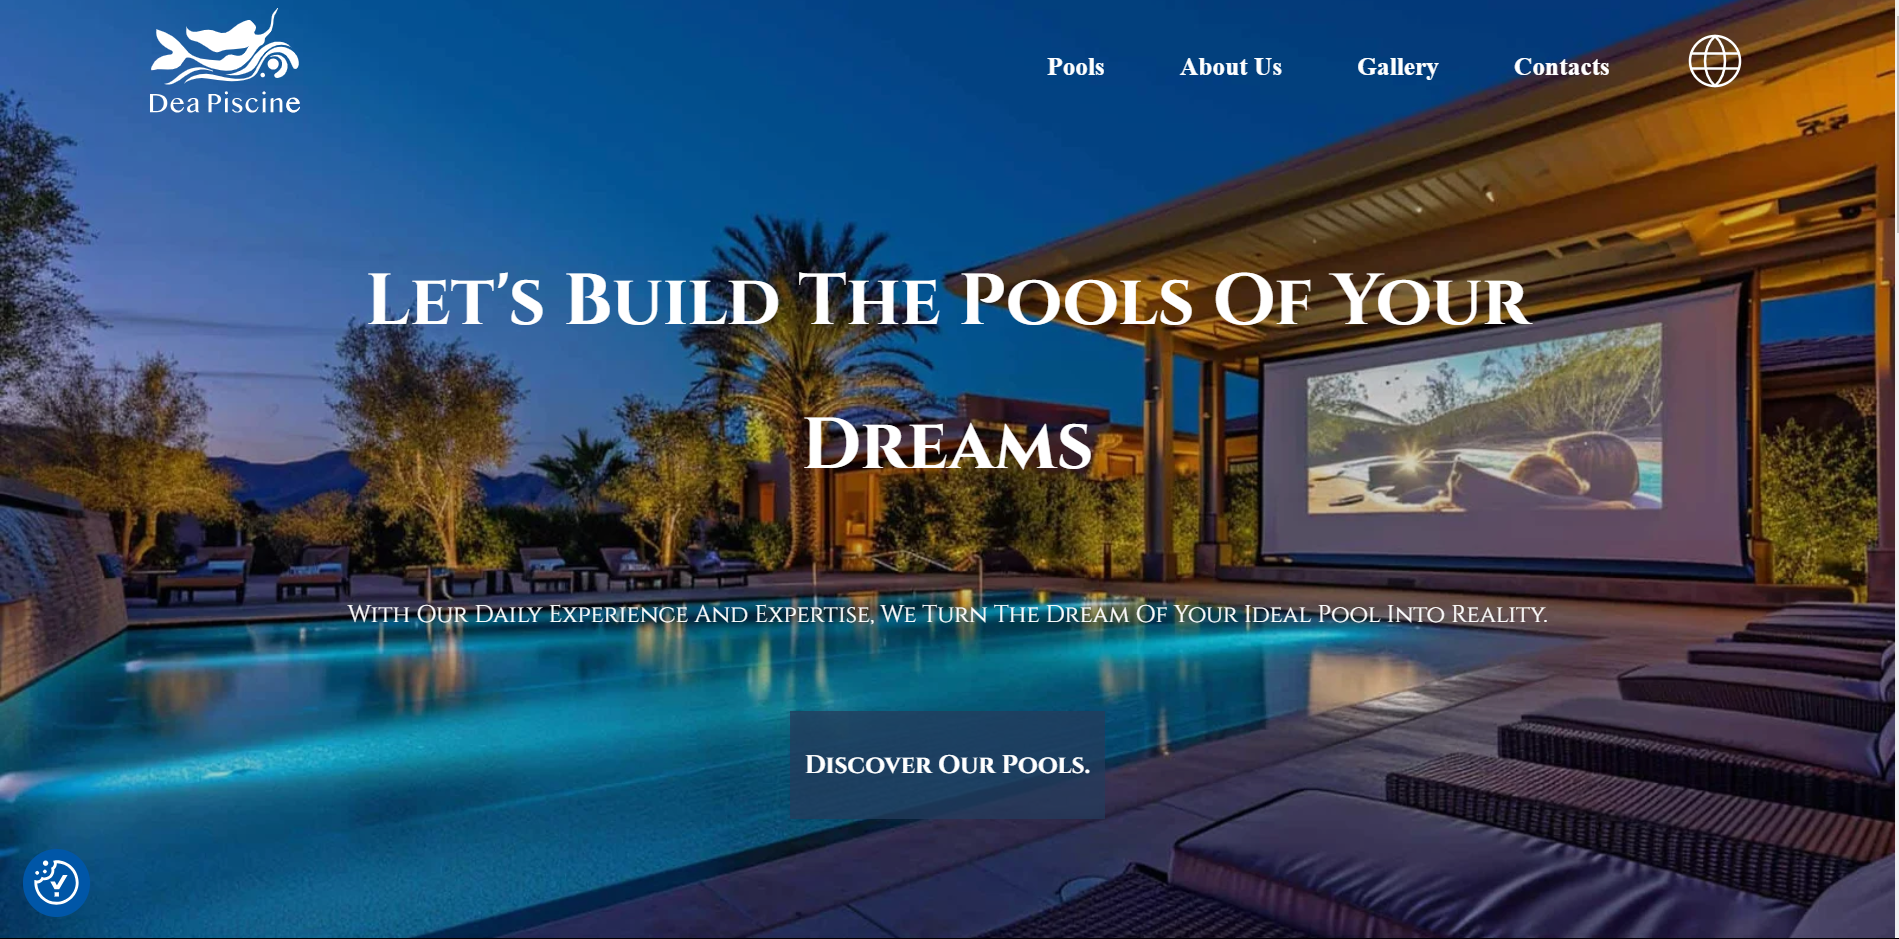 Dea Piscine
Pools
About Us
Gallery
Contacts
Let's Build The Pools Of Your
Dreams
With Our Daily Experience And Expertise, We Turn The Dream Of Your Ideal Pool Into Reality.
Discover Our Pools.